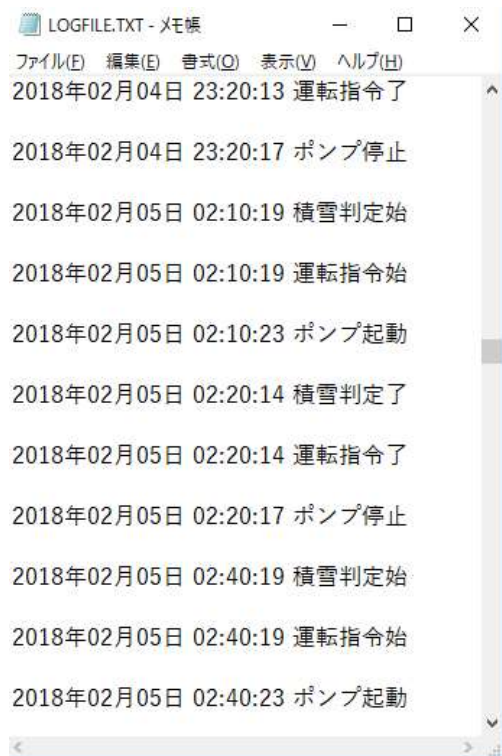 LOGFILE.TXT - メモ帳
ファイル(F) 編集(E) 書式(O) 表示(V) ヘルプ(H)
2018年02月04日 23:20:13 運転指令了
2018年02月04日 23:20:17 ポンプ停止
2018年02月05日 02:10:19 積雪判定始
2018年02月05日 02:10:19 運転指令始
2018年02月05日 02:10:23 ポンプ起動
2018年02月05日 02:20:14 積雪判定了
2018年02月05日 02:20:14 運転指令了
2018年02月05日 02:20:17 ポンプ停止
2018年02月05日 02:40:19 積雪判定始
2018年02月05日 02:40:19 運転指令始
2018年02月05日 02:40:23 ポンプ起動